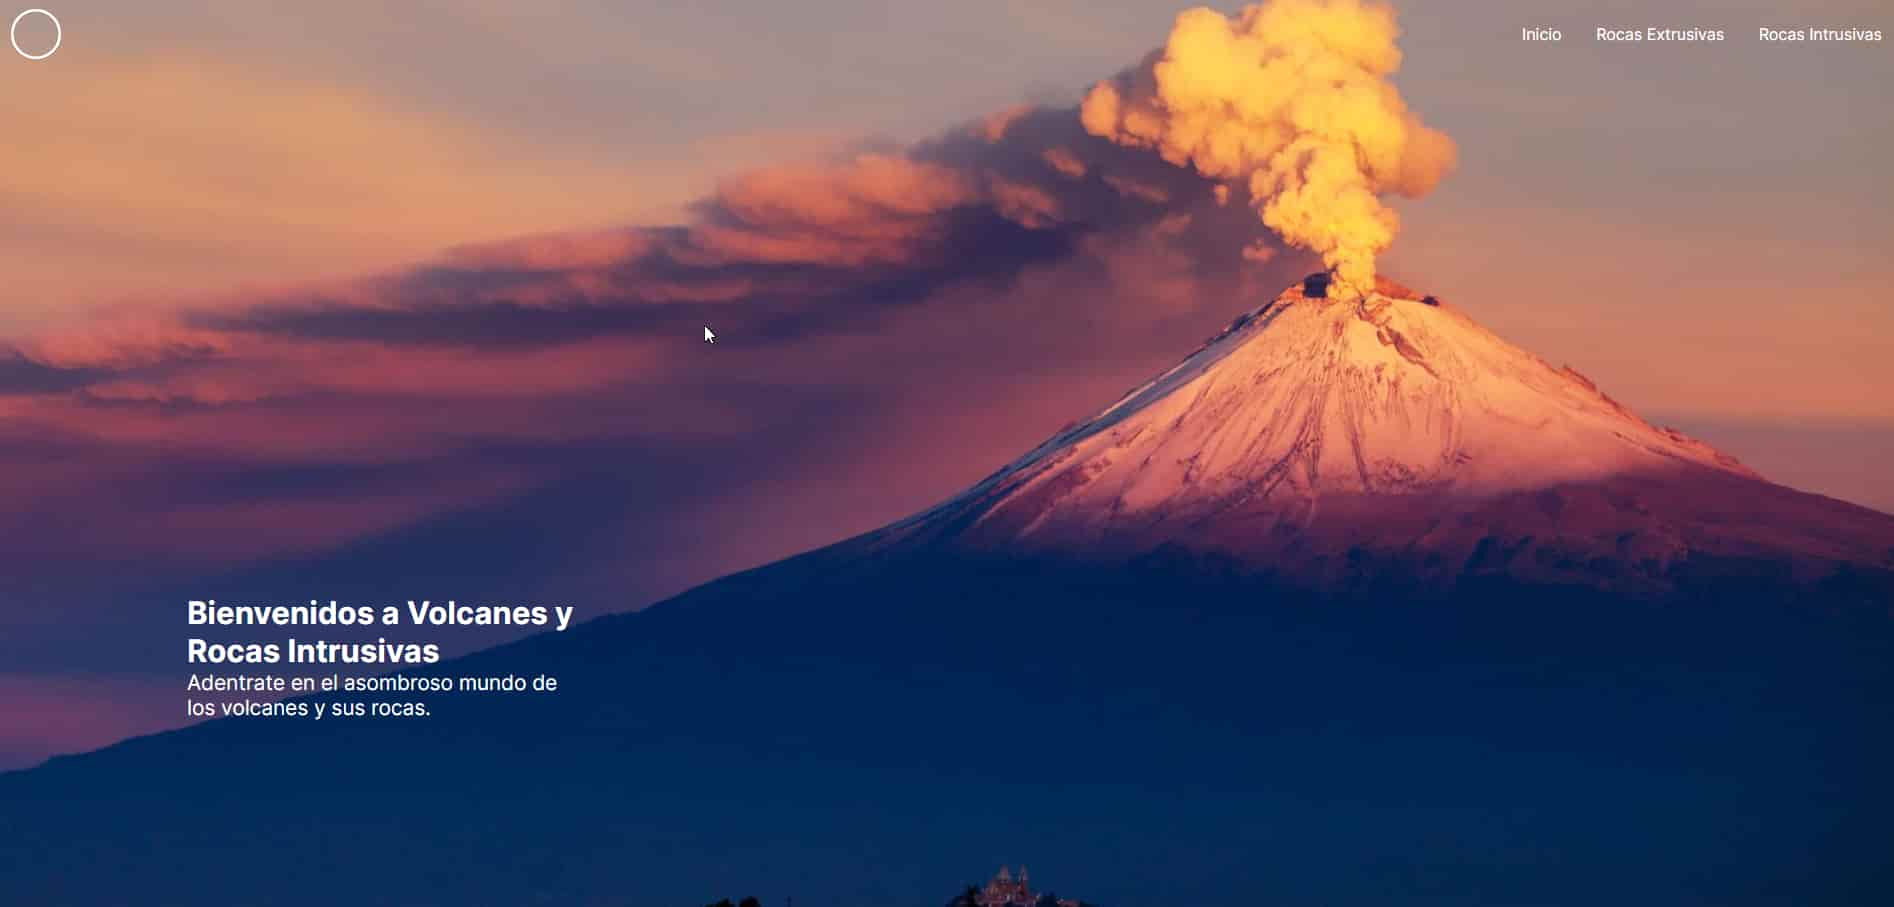 Inicio
Rocas Extrusivas
Rocas Intrusivas
Bienvenidos a Volcanes y
Rocas Intrusivas
Adentrate en el asombroso mundo de
los volcanes y sus rocas.